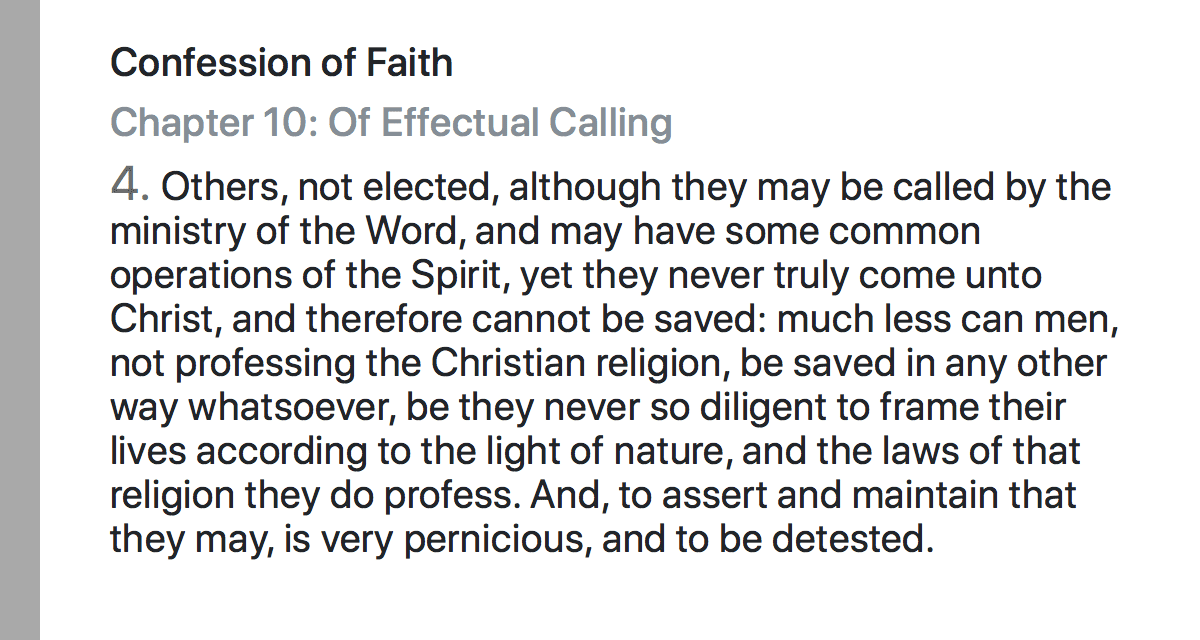 Confession of Faith
Chapter 10: Of Effectual Calling
4. Others, not elected, although they may be called by the
ministry of the Word, and may have some common
operations of the Spirit, yet they never truly come unto
Christ, and therefore cannot be saved: much less can men,
not professing the Christian religion, be saved in any other
way whatsoever, be they never so diligent to frame their
lives according to the light of nature, and the laws of that
religion they do profess. And, to assert and maintain that
they may, is very pernicious, and to be detested.